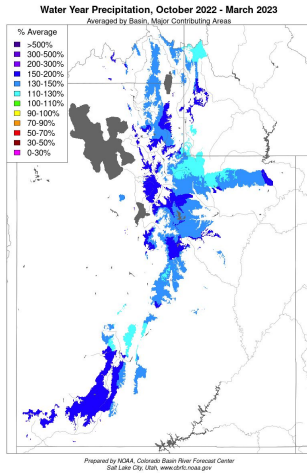 Water Year Precipitation, October 2022 - March 2023
Averaged by Basin, Major Contributing Areas
% Average
>500%
300-500%
200-300%
150-200%
130-150%
110-130%
100-110%
90-100%
70-90%
50-70%
30-50%
0-30%
Prepared by NOAA, Colorado Basin River Forecast Center
Salt Lake City, Utah, www.cbrfc.noaa.gov